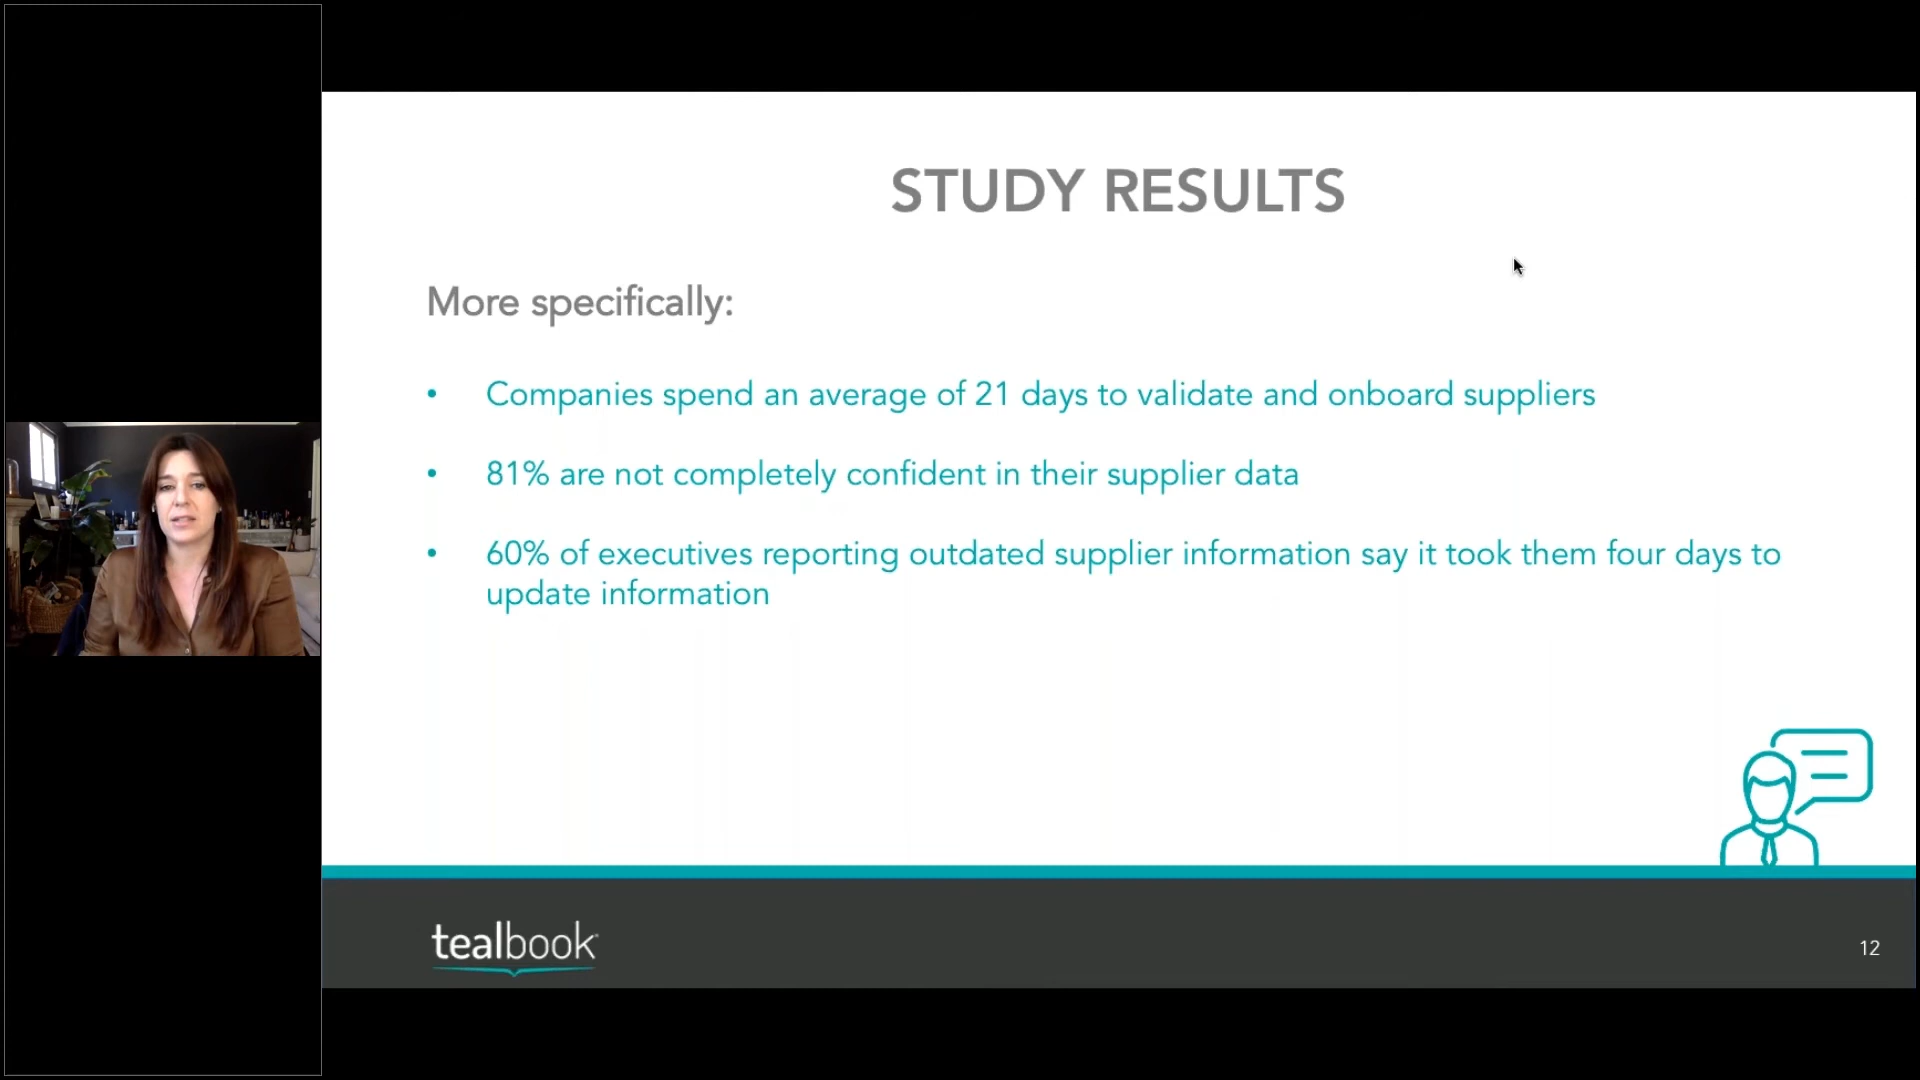 STUDY RESULTS
More specifically:
• Companies spend an average of 21 days to validate and onboard suppliers
• 81% are not completely confident in their supplier data
• 60% of executives reporting outdated supplier information say it took them four days to
update information
tealbook
12